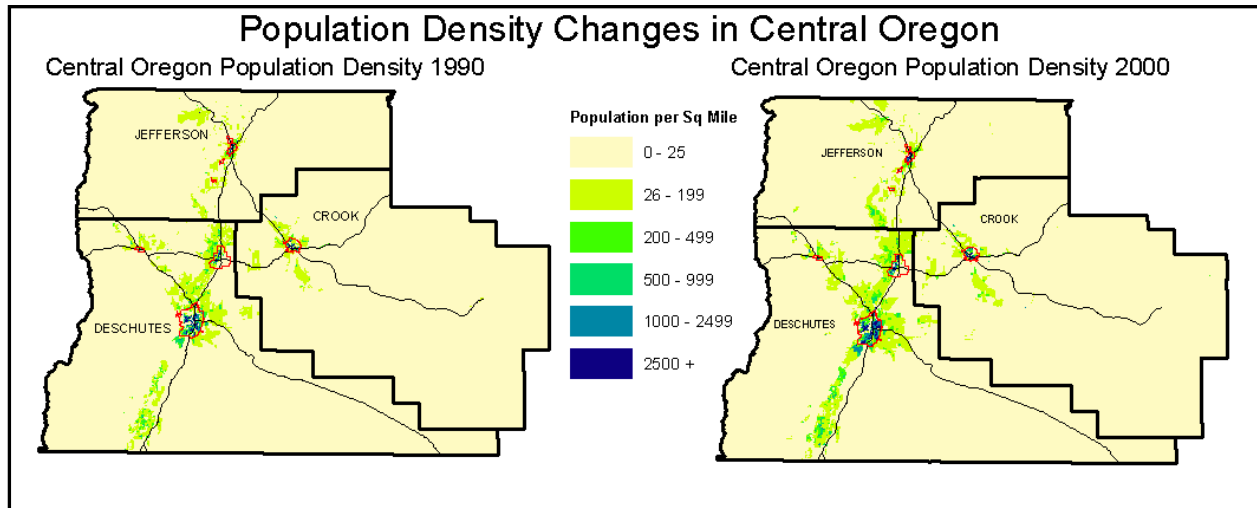 Population Density Changes in Central Oregon
Central Oregon Population Density 1990
Central Oregon Population Density 2000
JEFFERSON
CROOK
DESCHUTES
Population per Sq Mile
0 - 25
26 - 199
200 - 499
500 - 999
1000 - 2499
2500 +
JEFFERSON
CROOK
DESCHUTES